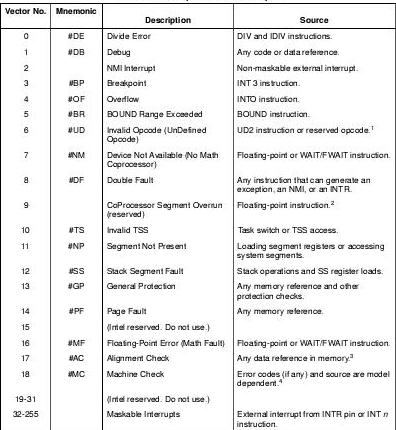 Vector No. Mnemonic Description Source
0 #DE Divide Error DIV and IDIV instructions.
1 #DB Debug Any code or data reference.
2 NMI Interrupt Non-maskable external interrupt.
3 #BP Breakpoint INT 3 instruction.
4 #OF Overflow INTO instruction.
5 #BR BOUND Range Exceeded BOUND instruction.
6 #UD Invalid Opcode (UnDefined UD2 instruction or reserved opcode.1
Opcode)
7 #NM Device Not Available (No Math Floating-point or WAIT/FWAIT instruction.
Coprocessor)
8 #DF Double Fault Any instruction that can generate an
exception, an NMI, or an INTR.
9 CoProcessor Segment Overrun Floating-point instruction.2
(reserved)
10 #TS Invalid TSS Task switch or TSS access.
11 #NP Segment Not Present Loading segment registers or accessing
system segments.
12 #SS Stack Segment Fault Stack operations and SS register loads.
13 #GP General Protection Any memory reference and other
protection checks.
14 #PF Page Fault Any memory reference.
15 (Intel reserved. Do not use.)
16 #MF Floating-Point Error (Math Fault) Floating-point or WAIT/FWAIT instruction.
17 #AC Alignment Check Any data reference in memory.3
18 #MC Machine Check Error codes (if any) and source are model
dependent.4
19-31 (Intel reserved. Do not use.)
32-255 Maskable Interrupts External interrupt from INTR pin or INT n
instruction.